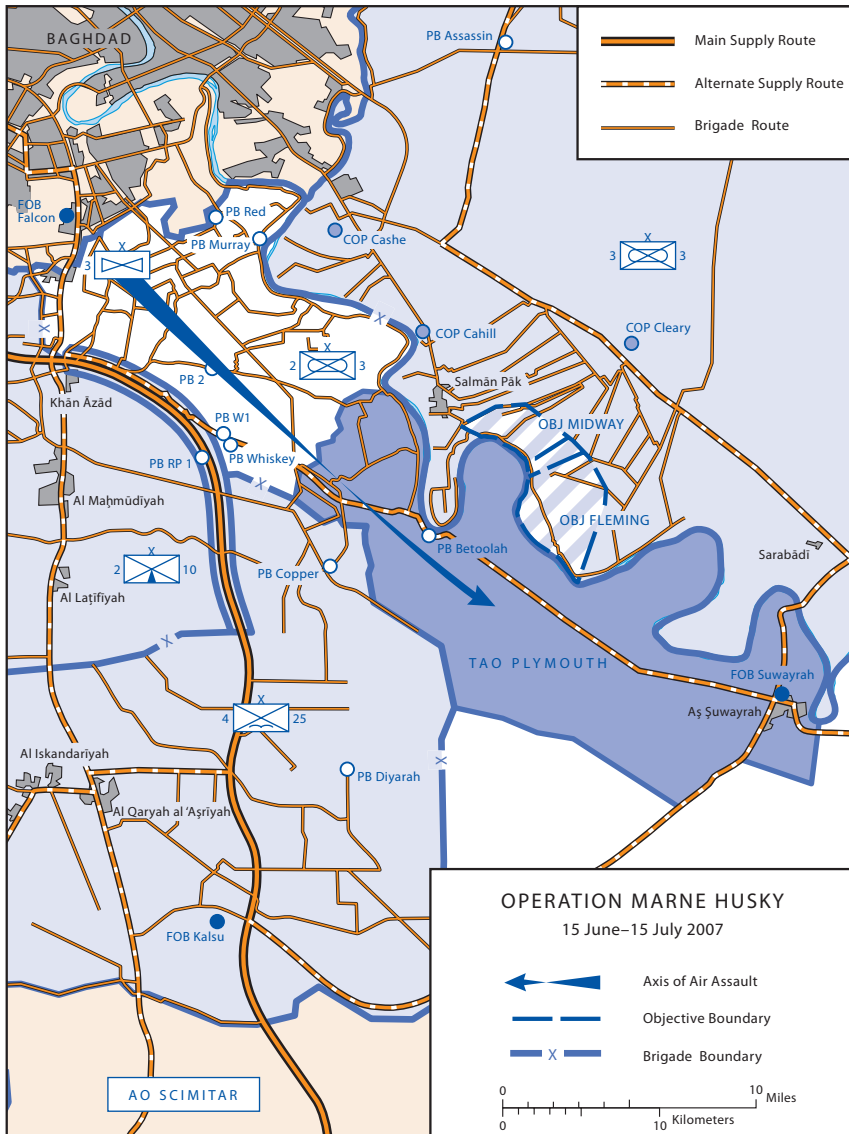 BAGHDAD
PB Assassin
Main Supply Route
Alternate Supply Route
Brigade Route
FOB
Falcon
PB Red
PB Murray
COP Cashe
X
3
X
3 3
X
X
COP Cahill
COP Cleary
X
2 3
PB 2
Salmān Pāk
Khān Āzād
OBJ MIDWAY
PB W1
PB Whiskey
PB RP 1
X
Al Maḥmūdīyah
OBJ FLEMING
PB Betoolah
Sarabādī
X
2 10
PB Copper
Al Laṭīfīyah
X
TAO PLYMOUTH
FOB Suwayrah
X
4 25
Aş Şuwayrah
Al Iskandarīyah
X
PB Diyarah
Al Qaryah al ‘Aşrīyah
FOB Kalsu
OPERATION MARNE HUSKY
15 June–15 July 2007
Axis of Air Assault
Objective Boundary
X
Brigade Boundary
AO SCIMITAR
0 10
Miles
0 10
Kilometers